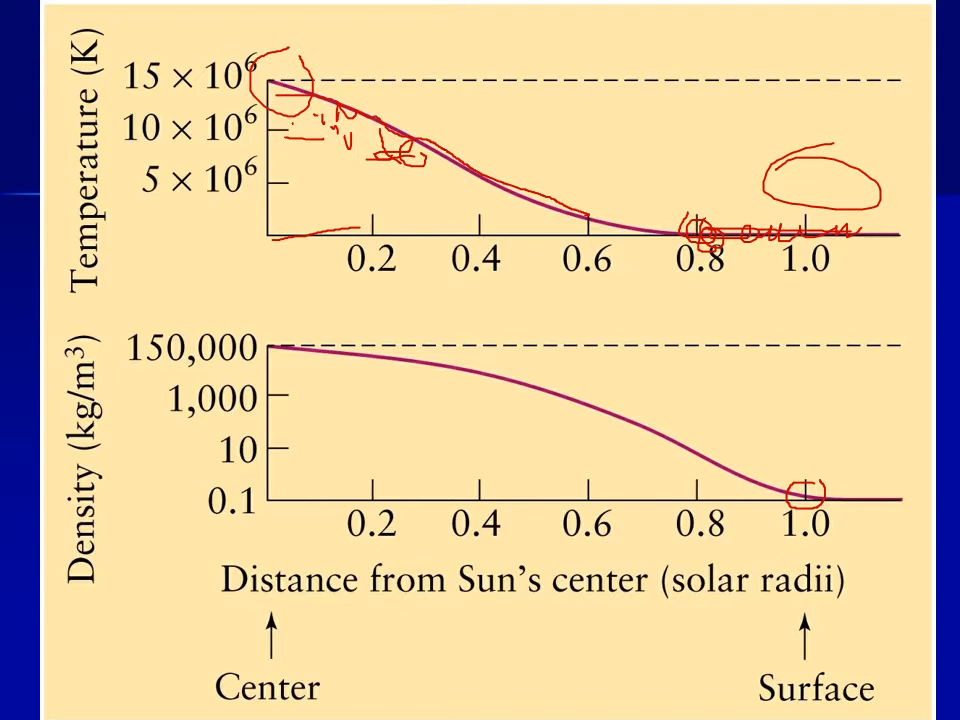 Temperature (K)
15 × 10⁶
10 × 10⁶
5 × 10⁶
0.2 0.4 0.6 0.8 1.0
Density (kg/m³)
150,000
1,000
10
0.1
0.2 0.4 0.6 0.8 1.0
Distance from Sun’s center (solar radii)
Center Surface